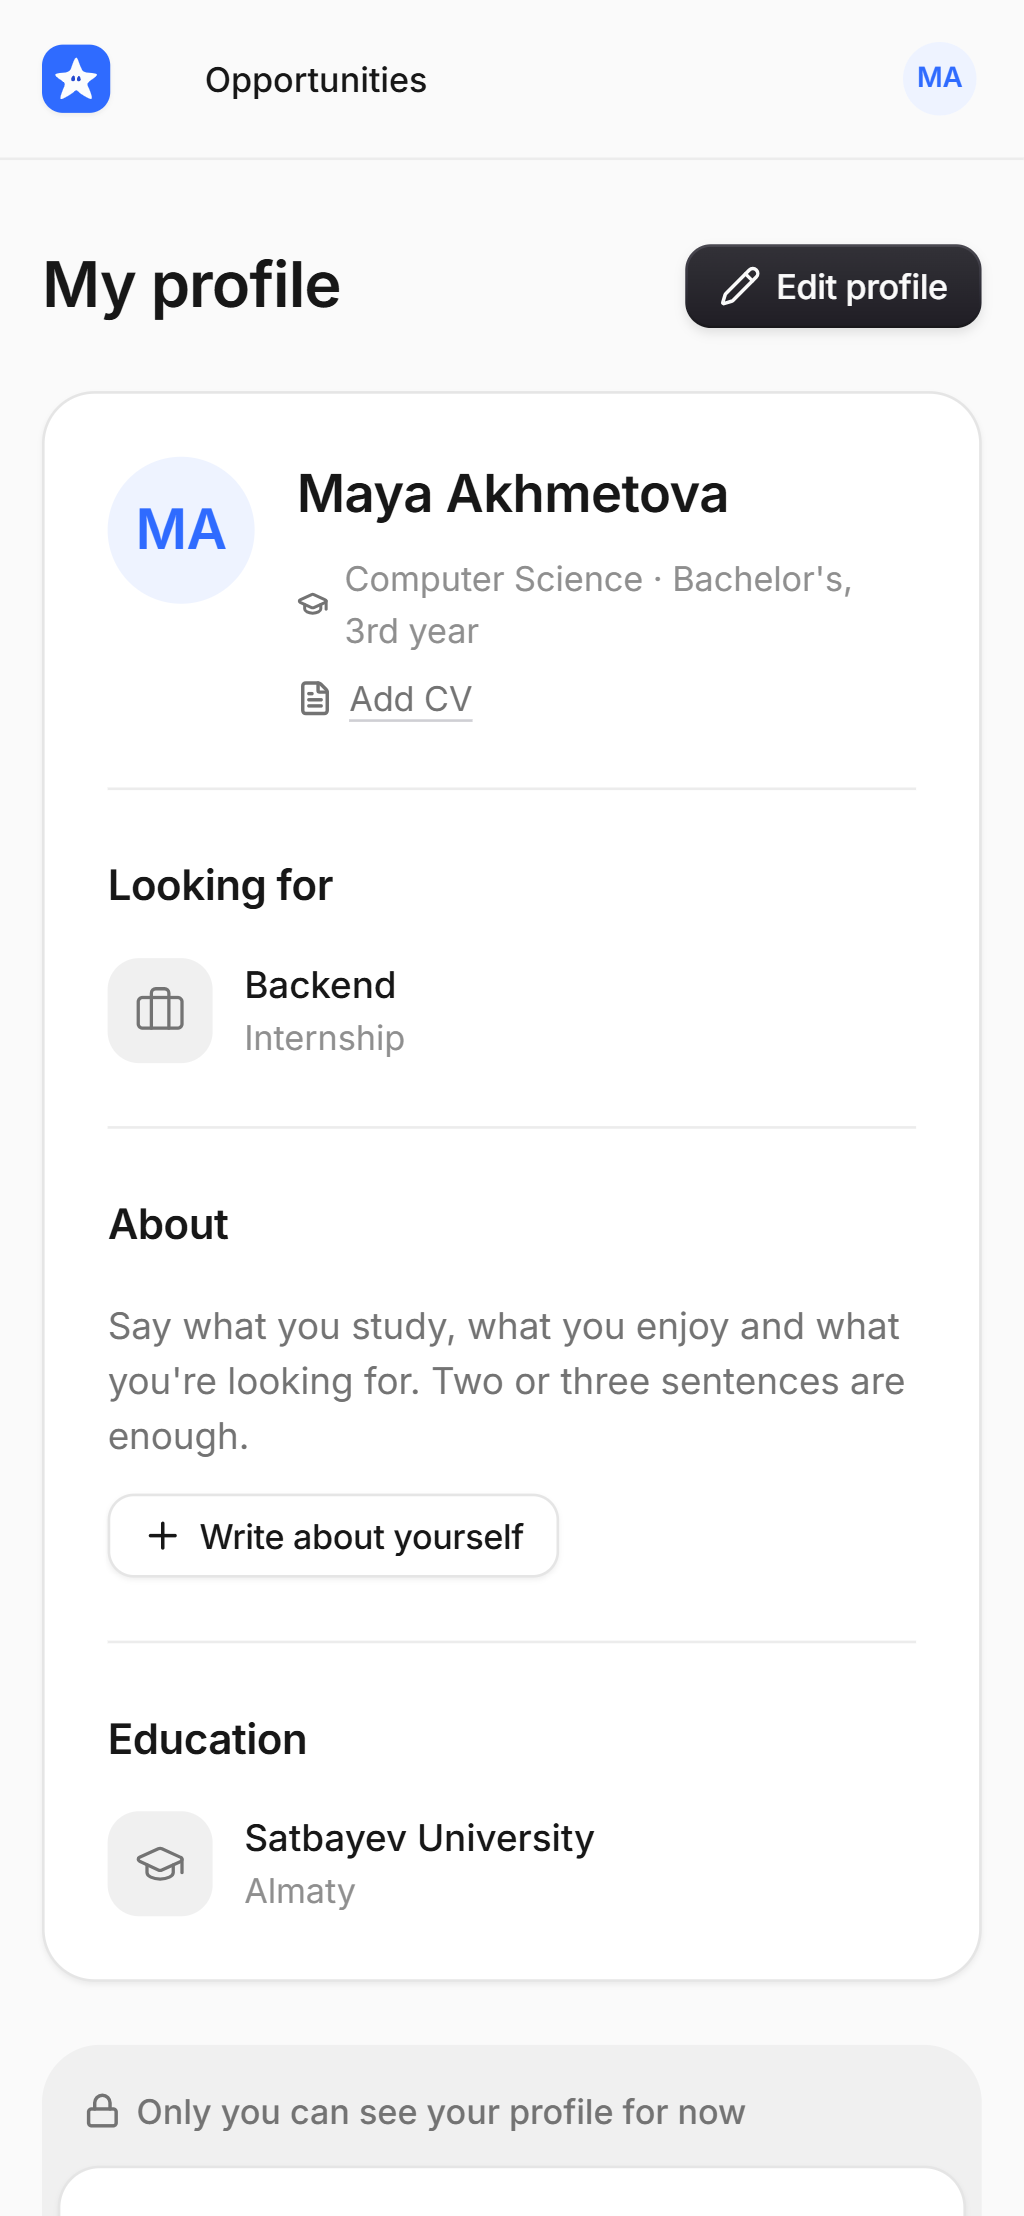 Opportunities
MA
My profile
Edit profile
MA
Maya Akhmetova
Computer Science · Bachelor's,
3rd year
Add CV
Looking for
Backend
Internship
About
Say what you study, what you enjoy and what
you're looking for. Two or three sentences are
enough.
Write about yourself
Education
Satbayev University
Almaty
Only you can see your profile for now